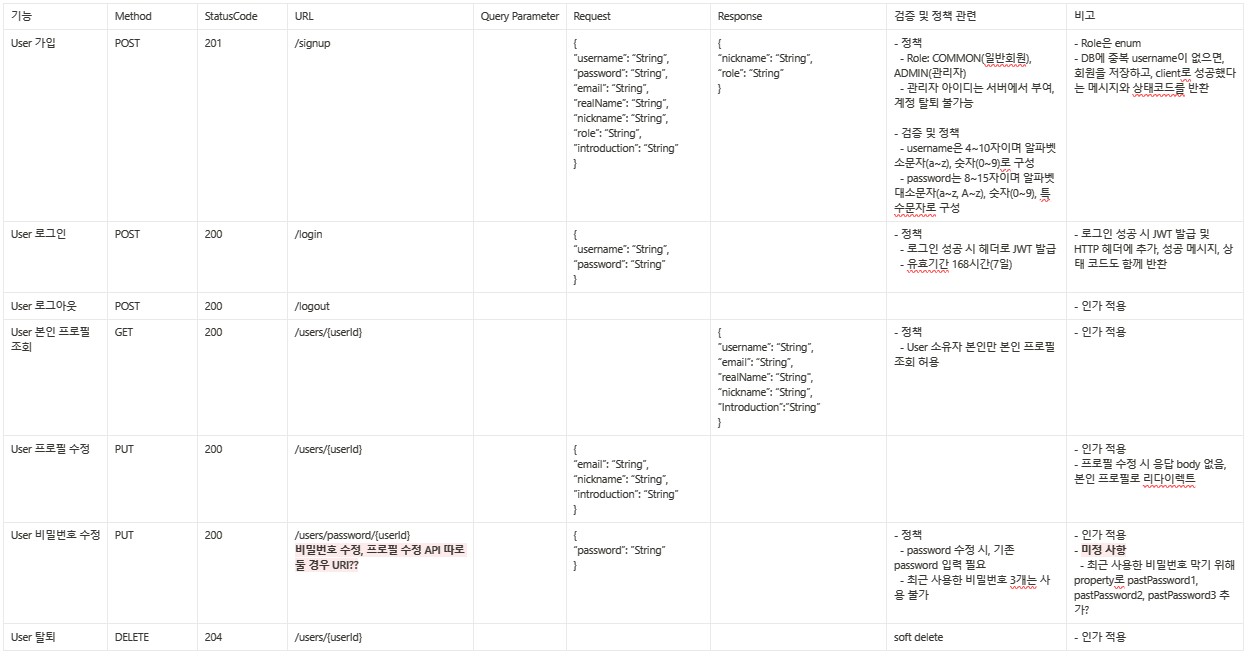 기능 Method StatusCode URL Query Parameter Request Response 검증 및 정책 관련 비고
User 가입 POST 201 /signup
{
"username": "String",
"password": "String",
"email": "String",
"realName": "String",
"nickname": "String",
"role": "String",
"introduction": "String"
}
{
"nickname": "String",
"role": "String"
}
- 정책
- Role: COMMON(일반회원),
ADMIN(관리자)
- 관리자 아이디는 서버에서 부여,
계정 탈퇴 불가능
- 검증 및 정책
- username은 4~10자이며 알파벳
소문자(a~z), 숫자(0~9)로 구성
- password는 8~15자이며 알파벳
대소문자(a~z, A~z), 숫자(0~9), 특
수문자로 구성
- Role은 enum
- DB에 중복 username이 없으면,
회원을 저장하고, client로 성공했다
는 메시지와 상태코드를 반환
User 로그인 POST 200 /login
{
"username": "String",
"password": "String"
}
- 정책
- 로그인 성공 시 헤더로 JWT 발급
- 유효기간 168시간(7일)
- 로그인 성공 시 JWT 발급 및
HTTP 헤더에 추가, 성공 메시지, 상
태 코드도 함께 반환
User 로그아웃 POST 200 /logout
- 인가 적용
User 본인 프로필
조회
GET 200 /users/{userId}
{
"username": "String",
"email": "String",
"realName": "String",
"nickname": "String",
"Introduction":"String"
}
- 정책
- User 소유자 본인만 본인 프로필
조회 허용
- 인가 적용
User 프로필 수정 PUT 200 /users/{userId}
{
"email": "String",
"nickname": "String",
"introduction": "String"
}
- 인가 적용
- 프로필 수정 시 응답 body 없음,
본인 프로필로 리다이렉트
User 비밀번호 수정 PUT 200 /users/password/{userId}
비밀번호 수정, 프로필 수정 API 따로
둘 경우 URI??
{
"password": "String"
}
- 정책
- password 수정 시, 기존
password 입력 필요
- 최근 사용한 비밀번호 3개는 사
용 불가
- 인가 적용
- 미정 사항
- 최근 사용한 비밀번호 막기 위해
property로 pastPassword1,
pastPassword2, pastPassword3 추
가?
User 탈퇴 DELETE 204 /users/{userId}
soft delete
- 인가 적용